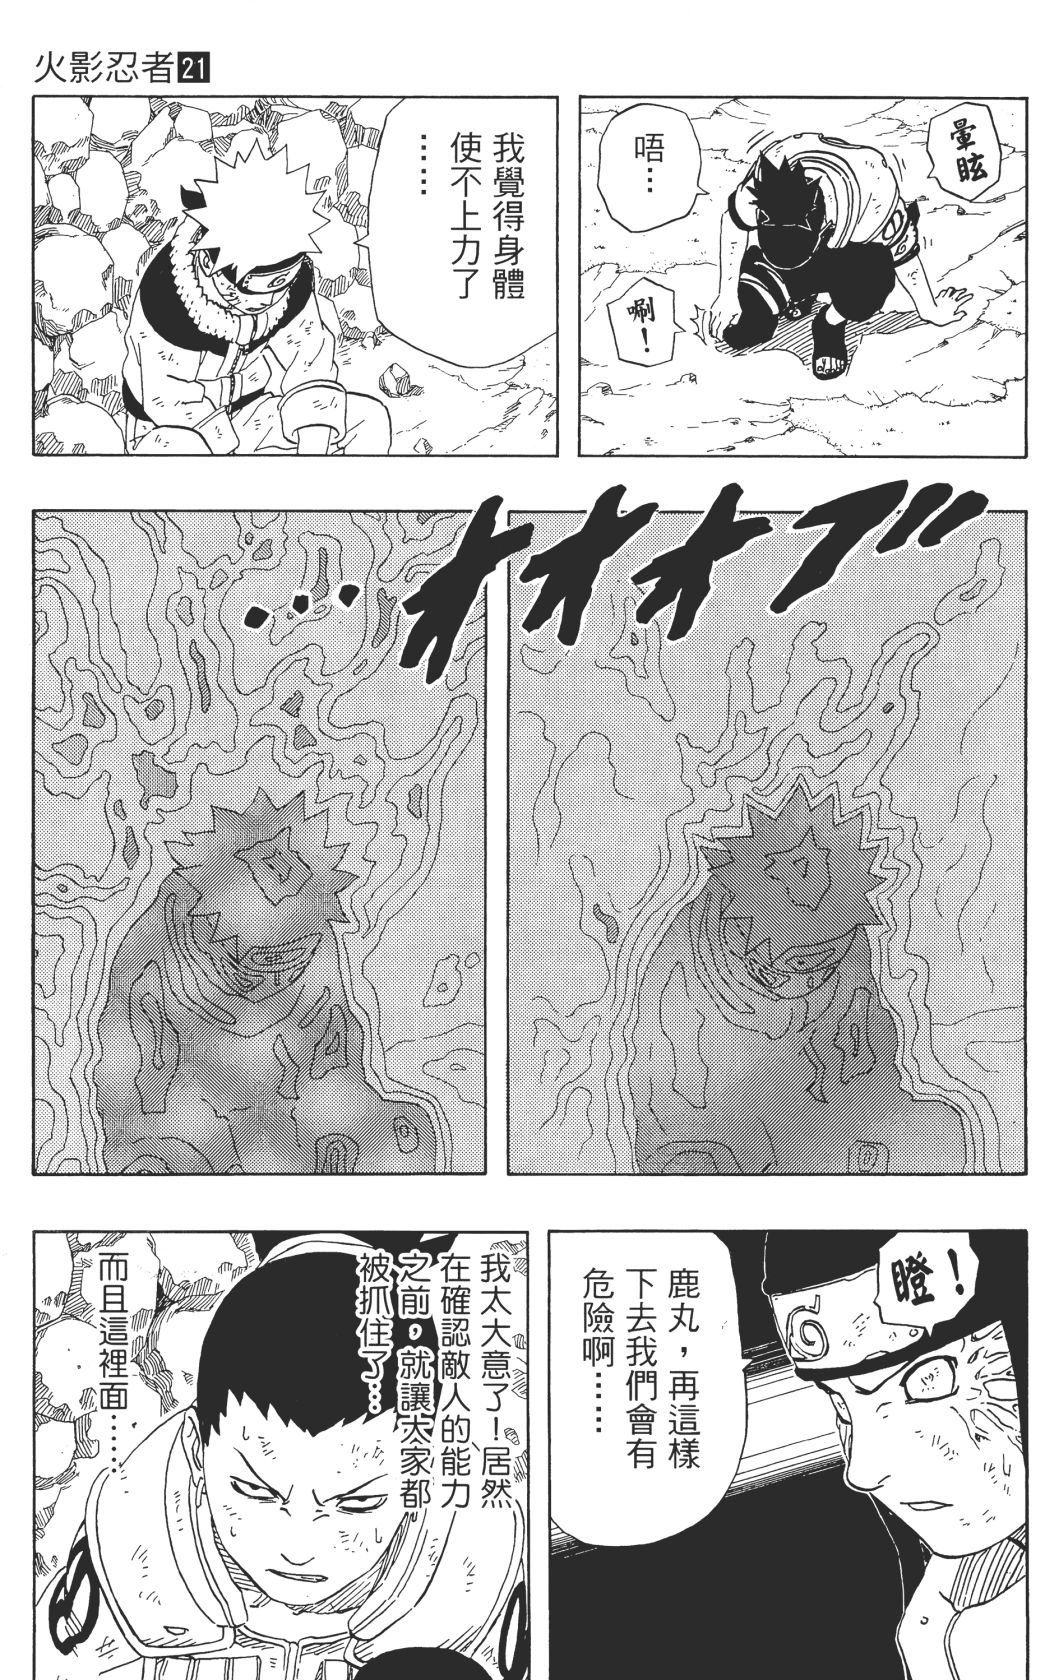 火影忍者21
暈眩
唔⋯
唰！
我覺得身體
使不上力了
⋯⋯
ブオオオ⋯
瞪！
鹿丸，再這樣
下去我們會有
危險啊⋯⋯
我太大意了！居然
在確認敵人的能力
之前，就讓大家都
被抓住了⋯
而且這裡面⋯⋯